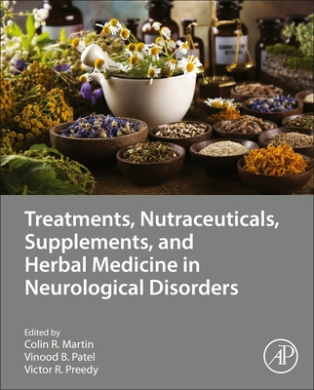 Treatments, Nutraceuticals,
Supplements, and
Herbal Medicine in
Neurological Disorders
Edited by
Colin R. Martin
Vinood B. Patel
Victor R. Preedy
AP